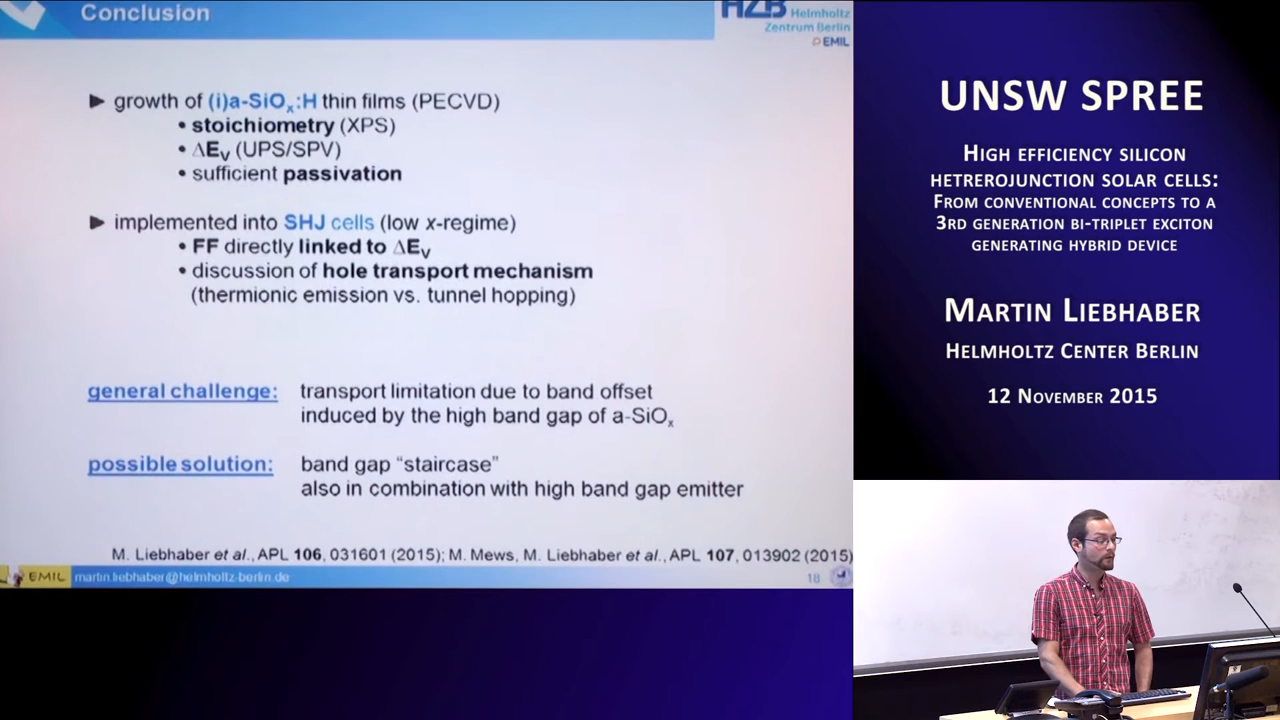 Conclusion
HZB Helmholtz
Zentrum Berlin
EMIL
► growth of (i)a-SiOx:H thin films (PECVD)
• stoichiometry (XPS)
• ΔEV (UPS/SPV)
• sufficient passivation
► implemented into SHJ cells (low x-regime)
• FF directly linked to ΔEV
• discussion of hole transport mechanism
(thermionic emission vs. tunnel hopping)
general challenge: transport limitation due to band offset
induced by the high band gap of a-SiOx
possible solution: band gap “staircase”
also in combination with high band gap emitter
M. Liebhaber et al., APL 106, 031601 (2015); M. Mews, M. Liebhaber et al., APL 107, 013902 (2015)
EMIL martin.liebhaber@helmholtz-berlin.de 18
UNSW SPREE
HIGH EFFICIENCY SILICON
HETREROJUNCTION SOLAR CELLS:
FROM CONVENTIONAL CONCEPTS TO A
3RD GENERATION BI-TRIPLET EXCITON
GENERATING HYBRID DEVICE
MARTIN LIEBHABER
HELMHOLTZ CENTER BERLIN
12 NOVEMBER 2015